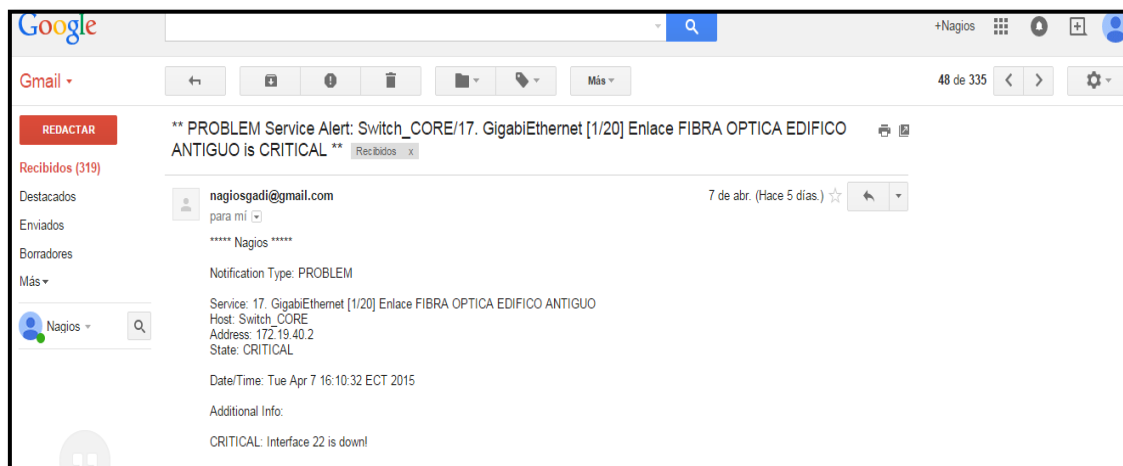 Google
+Nagios
Gmail
Más
48 de 335
REDACTAR
Recibidos (319)
Destacados
Enviados
Borradores
Más
Nagios
** PROBLEM Service Alert: Switch_CORE/17. GigabiEthernet [1/20] Enlace FIBRA OPTICA EDIFICO
ANTIGUO is CRITICAL ** Recibidos x
nagiosgadi@gmail.com
7 de abr. (Hace 5 días.)
para mí
***** Nagios *****
Notification Type: PROBLEM
Service: 17. GigabiEthernet [1/20] Enlace FIBRA OPTICA EDIFICO ANTIGUO
Host: Switch_CORE
Address: 172.19.40.2
State: CRITICAL
Date/Time: Tue Apr 7 16:10:32 ECT 2015
Additional Info:
CRITICAL: Interface 22 is down!